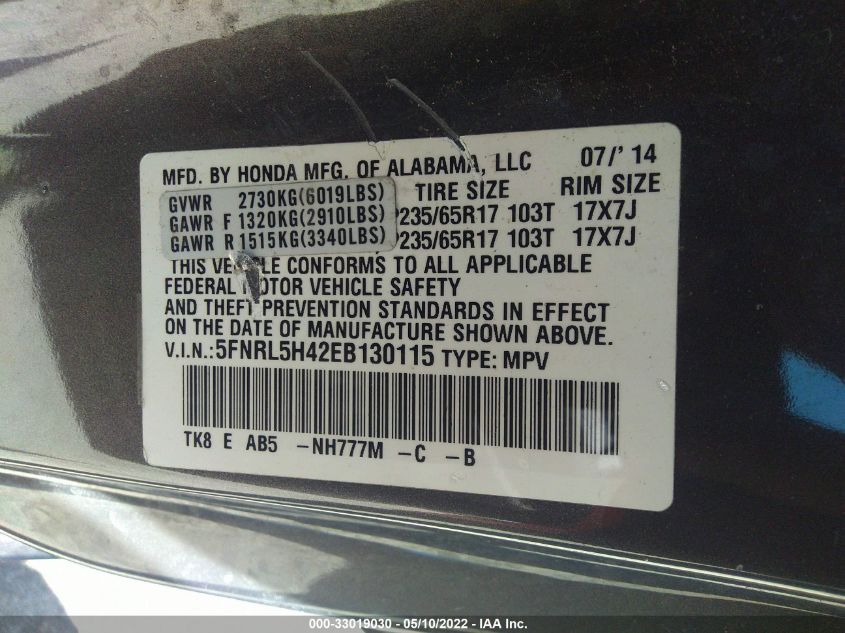 MFD. BY HONDA MFG. OF ALABAMA, LLC 07/' 14
GVWR 2730KG(6019LBS) TIRE SIZE RIM SIZE
GAWR F 1320KG(2910LBS) P235/65R17 103T 17X7J
GAWR R 1515KG(3340LBS) P235/65R17 103T 17X7J
THIS VEHICLE CONFORMS TO ALL APPLICABLE
FEDERAL MOTOR VEHICLE SAFETY
AND THEFT PREVENTION STANDARDS IN EFFECT
ON THE DATE OF MANUFACTURE SHOWN ABOVE.
V.I.N.:5FNRL5H42EB130115 TYPE: MPV
TK8 E AB5 -NH777M -C -B
000-33019030 - 05/10/2022 - IAA Inc.